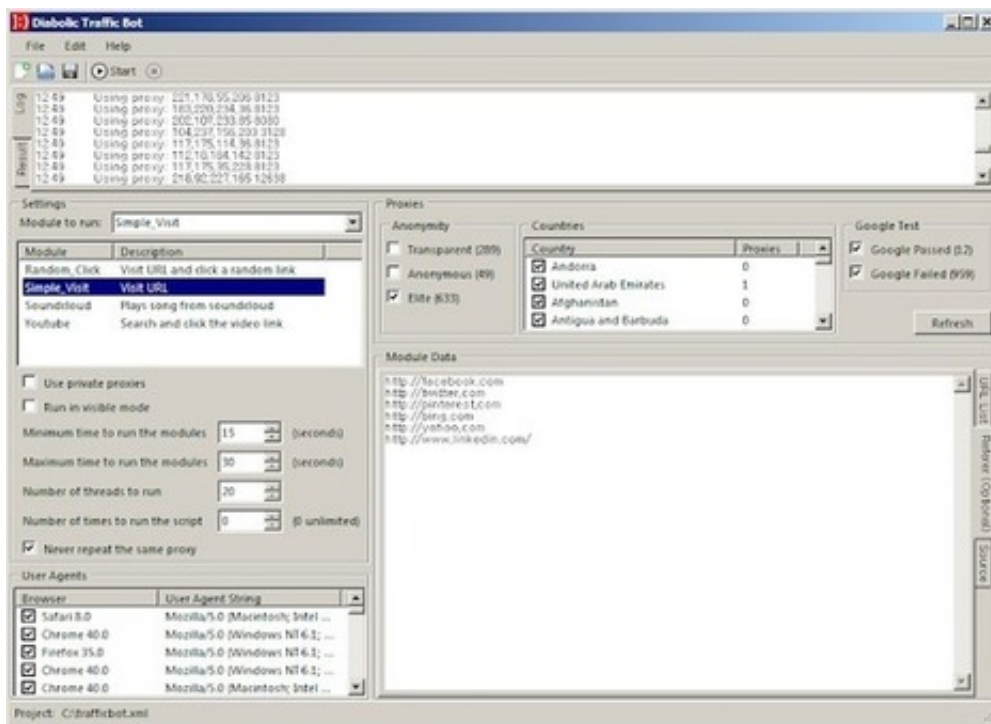 Diabolic Traffic Bot
File Edit Help
Start
Log
Result
12:49 Using proxy: 221,178,55,206:8123
12:49 Using proxy: 183,220,234,36:8123
12:49 Using proxy: 202,107,233,85:8080
12:49 Using proxy: 104,237,156,203:3128
12:49 Using proxy: 117,175,114,36:8123
12:49 Using proxy: 112,18,164,142:8123
12:49 Using proxy: 117,175,35,228:8123
12:49 Using proxy: 218,92,227,165:12638
Settings
Module to run: Simple_Visit
Module Description
Random_Click Visit URL and click a random link
Simple_Visit Visit URL
Soundcloud Plays song from soundcloud
Youtube Search and click the video link
Use private proxies
Run in visible mode
Minimum time to run the modules 15 (seconds)
Maximum time to run the modules 30 (seconds)
Number of threads to run 20
Number of times to run the script 0 (0 unlimited)
Never repeat the same proxy
User Agents
Browser User Agent String
Safari 8.0 Mozilla/5.0 (Macintosh; Intel ...
Chrome 40.0 Mozilla/5.0 (Windows NT 6.1; ...
Firefox 35.0 Mozilla/5.0 (Windows NT 6.1; ...
Chrome 40.0 Mozilla/5.0 (Windows NT 6.1; ...
Chrome 40.0 Mozilla/5.0 (Macintosh; Intel ...
Proxies
Anonymity
Transparent (289)
Anonymous (49)
Elite (633)
Countries
Country Proxies
Andorra 0
United Arab Emirates 1
Afghanistan 0
Antigua and Barbuda 0
Google Test
Google Passed (12)
Google Failed (959)
Refresh
Module Data
http://facebook.com
http://twitter.com
http://pinterest.com
http://bing.com
http://yahoo.com
http://www.linkedin.com/
URL List
Referer (Optional)
Source
Project: C:\trafficbot.xml